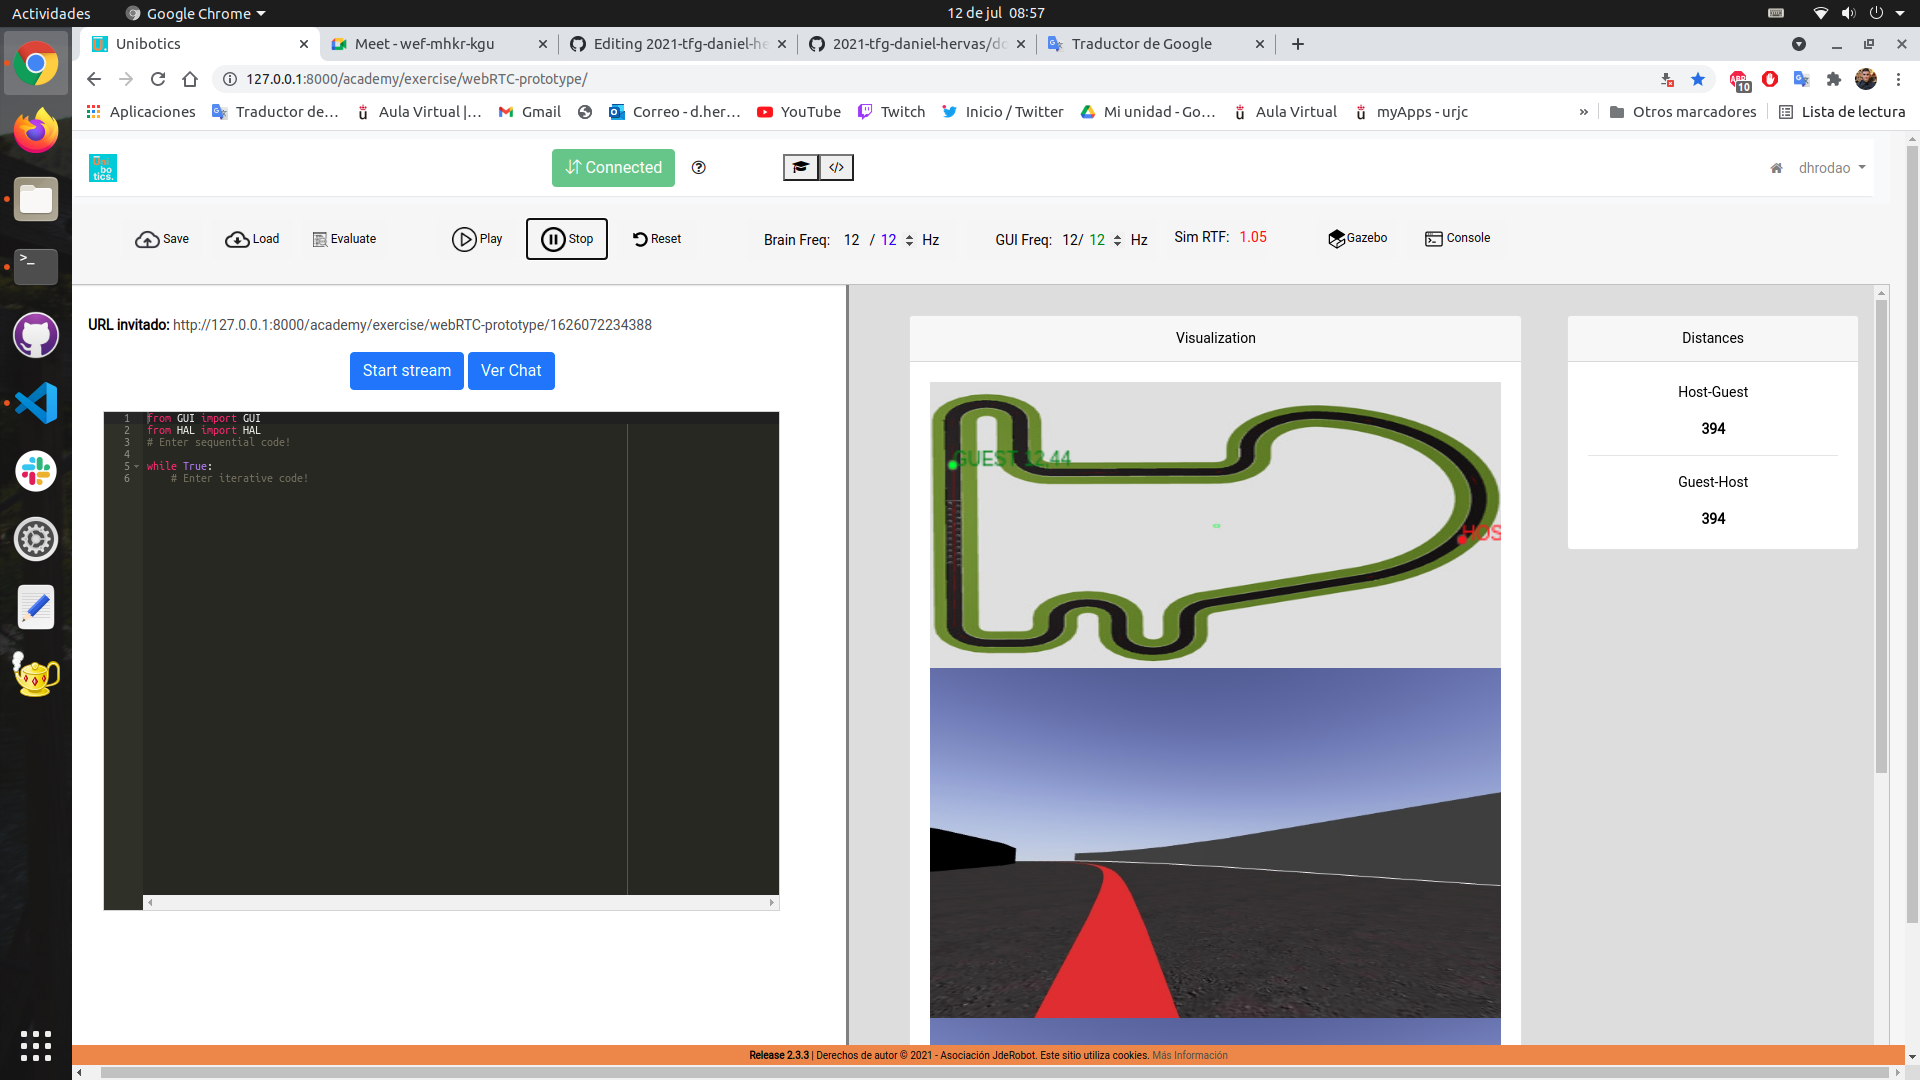 Actividades
Google Chrome
12 de jul 08:57
Unibotics
Meet - wef-mhkr-kgu
Editing 2021-tfg-daniel-he
2021-tfg-daniel-hervas/do
Traductor de Google
127.0.0.1:8000/academy/exercise/webRTC-prototype/
10
Aplicaciones
Traductor de...
Aula Virtual |...
Gmail
Correo - d.her...
YouTube
Twitch
Inicio / Twitter
Mi unidad - Go...
Aula Virtual
myApps - urjc
»
Otros marcadores
Lista de lectura
Uni
bo
tics.
Connected
dhrodao
Save
Load
Evaluate
Play
Stop
Reset
Brain Freq: 12 / 12 Hz
GUI Freq: 12/ 12 Hz
Sim RTF: 1.05
Gazebo
Console
URL invitado: http://127.0.0.1:8000/academy/exercise/webRTC-prototype/1626072234388
Start stream
Ver Chat
1 from GUI import GUI
2 from HAL import HAL
3 # Enter sequential code!
4
5 while True:
6 # Enter iterative code!
Visualization
GUEST 12,44
HOS
Distances
Host-Guest
394
Guest-Host
394
Release 2.3.3 | Derechos de autor © 2021 - Asociación JdeRobot. Este sitio utiliza cookies. Más Información